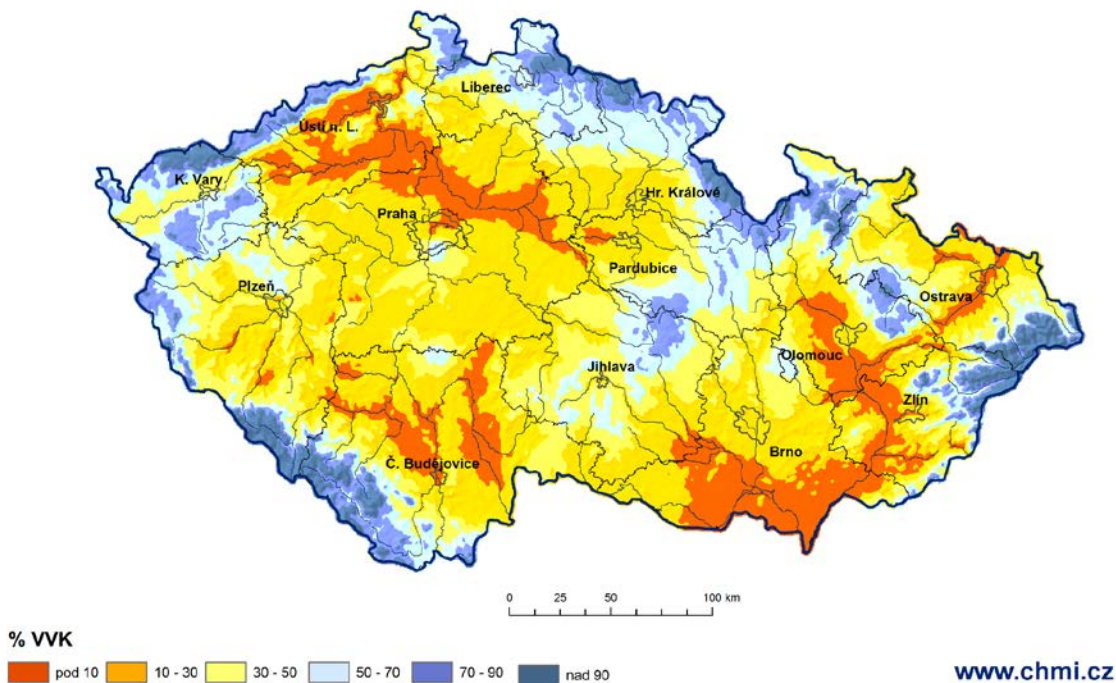 Liberec
Ústí n. L.
K. Vary
Hr. Králové
Praha
Pardubice
Plzeň
Ostrava
Olomouc
Jihlava
Zlín
Brno
Č. Budějovice
0 25 50 100 km
% VVK
pod 10 10 - 30 30 - 50 50 - 70 70 - 90 nad 90
www.chmi.cz